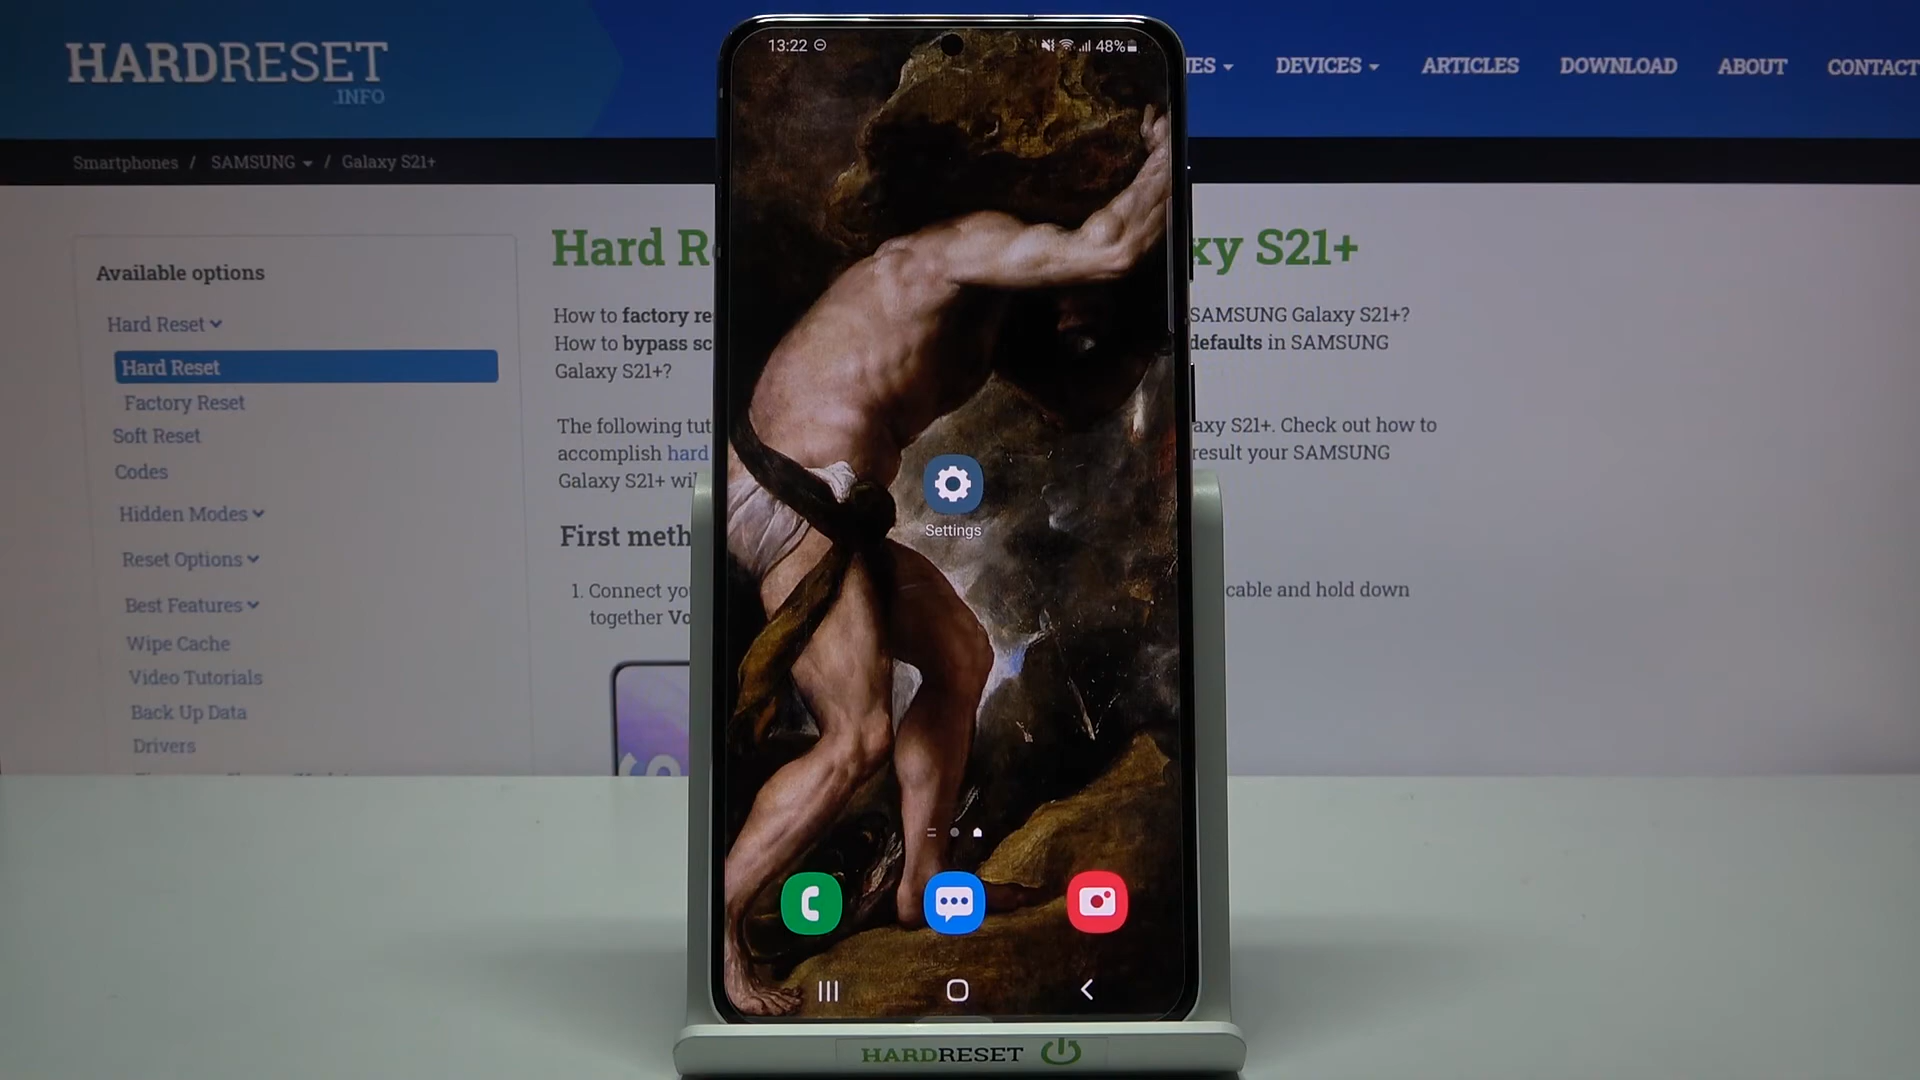 HARDRESET
.INFO
IES
DEVICES
ARTICLES
DOWNLOAD
ABOUT
CONTACT
Smartphones / SAMSUNG / Galaxy S21+
Available options
Hard Reset
Hard Reset
Factory Reset
Soft Reset
Codes
Hidden Modes
Reset Options
Best Features
Wipe Cache
Video Tutorials
Back Up Data
Drivers
Hard R
xy S21+
How to factory re
SAMSUNG Galaxy S21+?
How to bypass sc
defaults in SAMSUNG
Galaxy S21+?
The following tut
axy S21+. Check out how to
accomplish hard
result your SAMSUNG
Galaxy S21+ wil
First meth
1. Connect yo
cable and hold down
together Vo
13:22
48%
Settings
HARDRESET